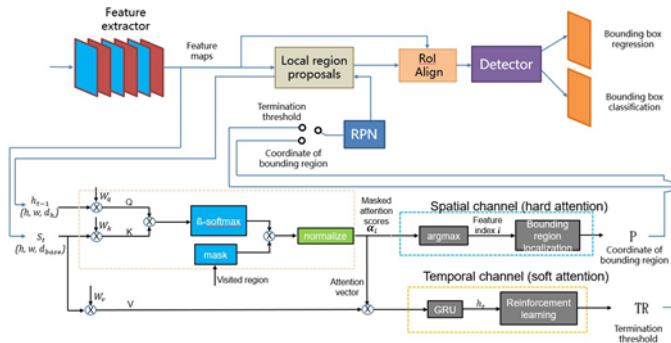 Feature
extractor
Feature
maps
Local region
proposals
RoI
Align
Detector
Bounding box
regression
Bounding box
classification
Termination
threshold
RPN
Coordinate of
bounding region
h_{t-1}
(h, w, d_h)
W_q
Q
W_k
K
S_t
(h, w, d_{base})
ß-softmax
mask
normalize
Visited region
Masked
attention
scores
α_i
Spatial channel (hard attention)
argmax
Feature
index i
Bounding
region
localization
P
Coordinate of
bounding region
Temporal channel (soft attention)
W_v
V
Attention
vector
GRU
h_t
Reinforcement
learning
TR
Termination
threshold